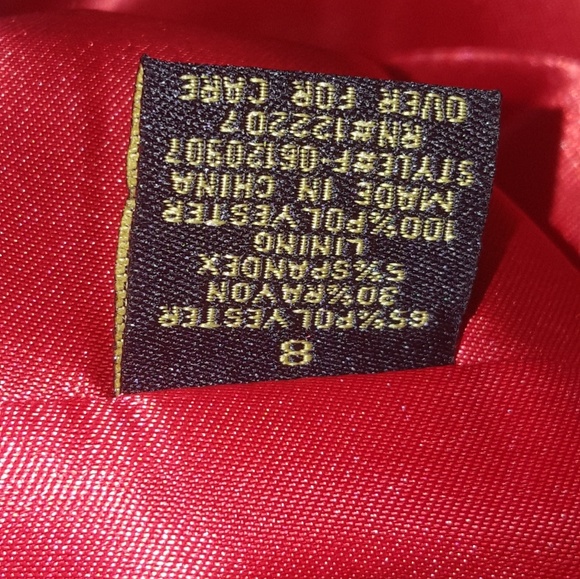 8
65%POLYESTER
30%RAYON
5%SPANDEX
LINING
100%POLYESTER
MADE IN CHINA
STYLE#F-06120907
RN#122207
OVER FOR CARE